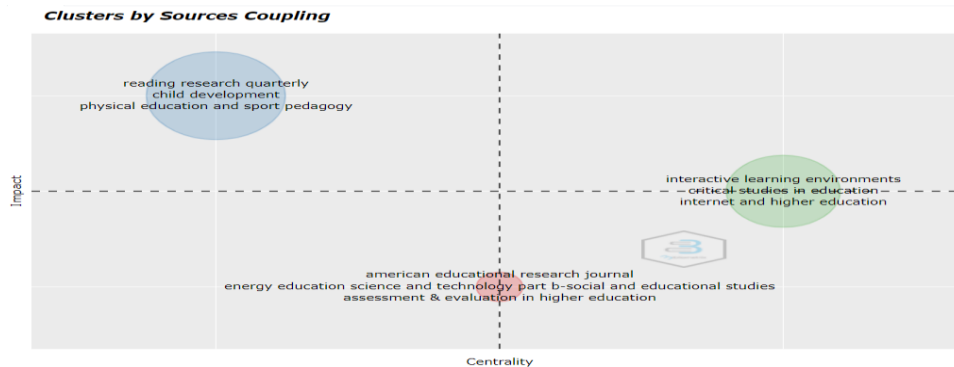 Clusters by Sources Coupling
reading research quarterly
child development
physical education and sport pedagogy
interactive learning environments
critical studies in education
internet and higher education
Impact
american educational research journal
energy education science and technology part b-social and educational studies
assessment & evaluation in higher education
Centrality